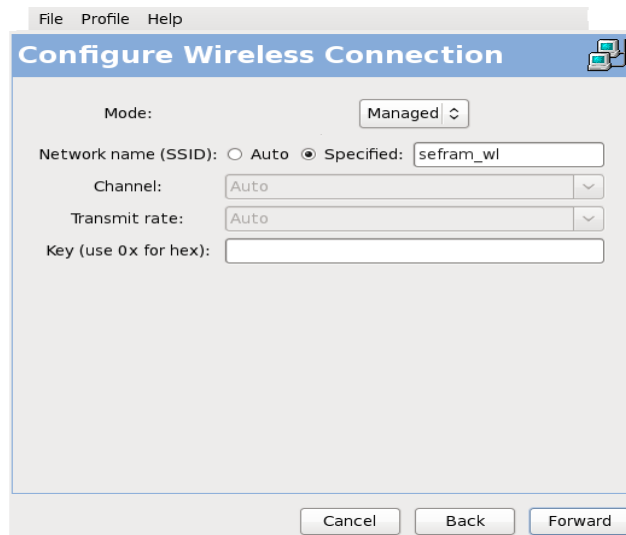 File Profile Help
Configure Wireless Connection
Mode: Managed
Network name (SSID): Auto Specified: sefram_wl
Channel: Auto
Transmit rate: Auto
Key (use 0x for hex):
Cancel Back Forward